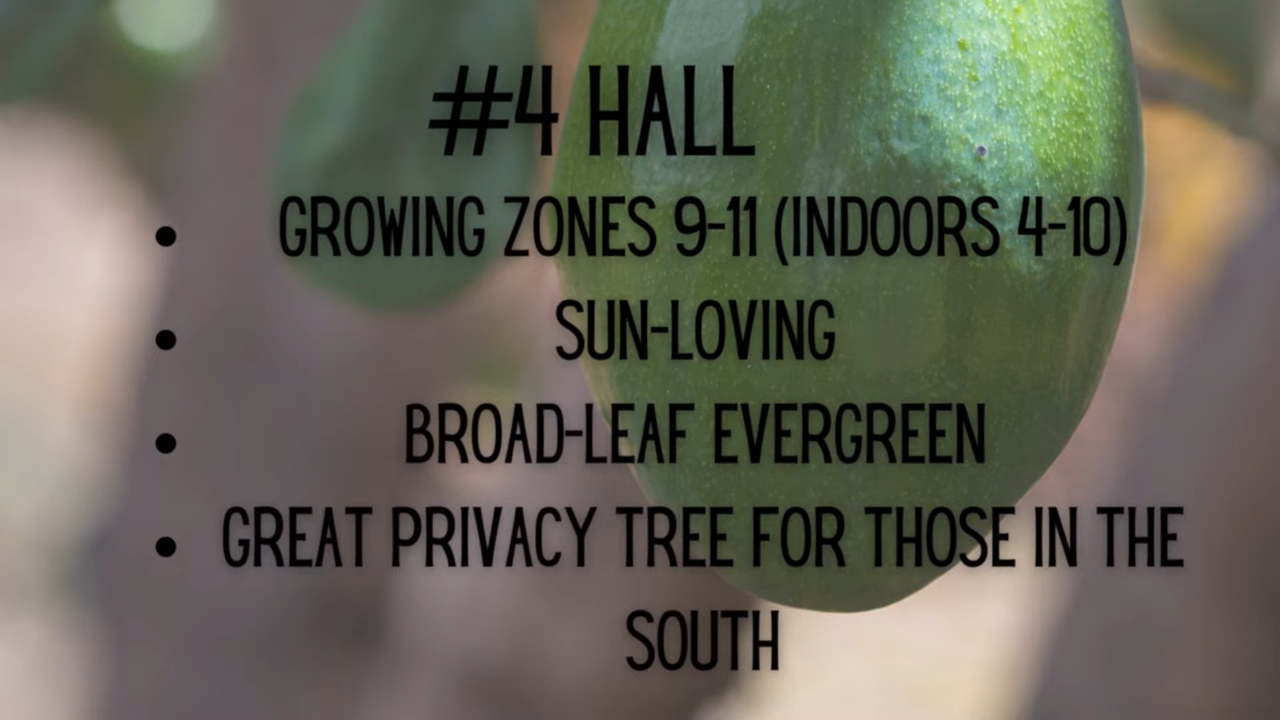 #4 HALL
• GROWING ZONES 9-11 (INDOORS 4-10)
• SUN-LOVING
• BROAD-LEAF EVERGREEN
• GREAT PRIVACY TREE FOR THOSE IN THE
SOUTH